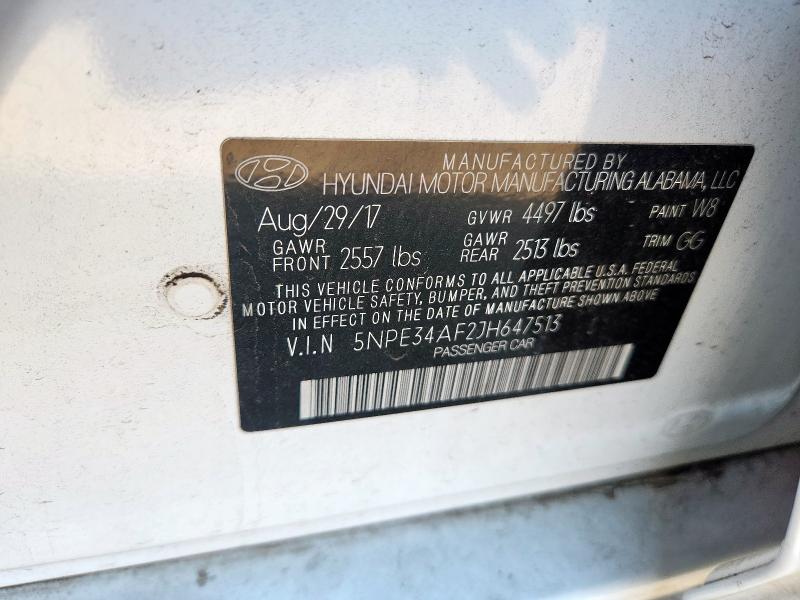 MANUFACTURED BY
HYUNDAI MOTOR MANUFACTURING ALABAMA, LLC
Aug/29/17 GVWR 4497 lbs PAINT W8
GAWR FRONT 2557 lbs GAWR REAR 2513 lbs TRIM GG
THIS VEHICLE CONFORMS TO ALL APPLICABLE U.S.A. FEDERAL
MOTOR VEHICLE SAFETY, BUMPER, AND THEFT PREVENTION STANDARDS
IN EFFECT ON THE DATE OF MANUFACTURE SHOWN ABOVE
V.I.N 5NPE34AF2JH647513
PASSENGER CAR